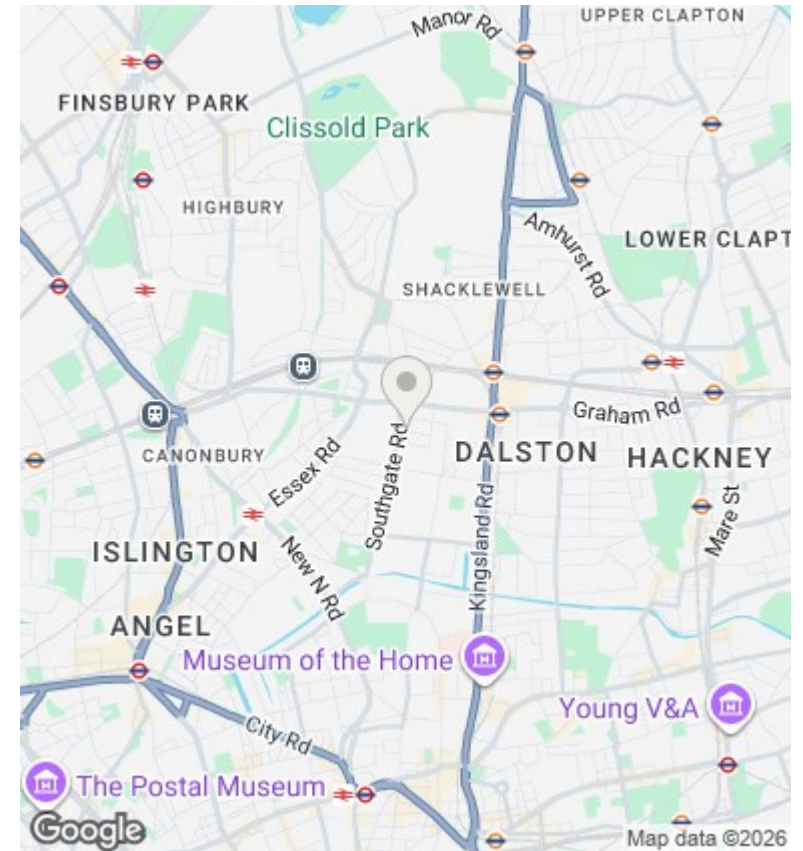 Manor Rd
UPPER CLAPTON
FINSBURY PARK
Clissold Park
HIGHBURY
Amhurst Rd
LOWER CLAPT
SHACKLEWELL
Graham Rd
CANONBURY
Essex Rd
Southgate Rd
DALSTON
HACKNEY
Mare St
ISLINGTON
New N Rd
Kingsland Rd
ANGEL
Museum of the Home
Young V&A
City Rd
The Postal Museum
Google
Map data ©2026